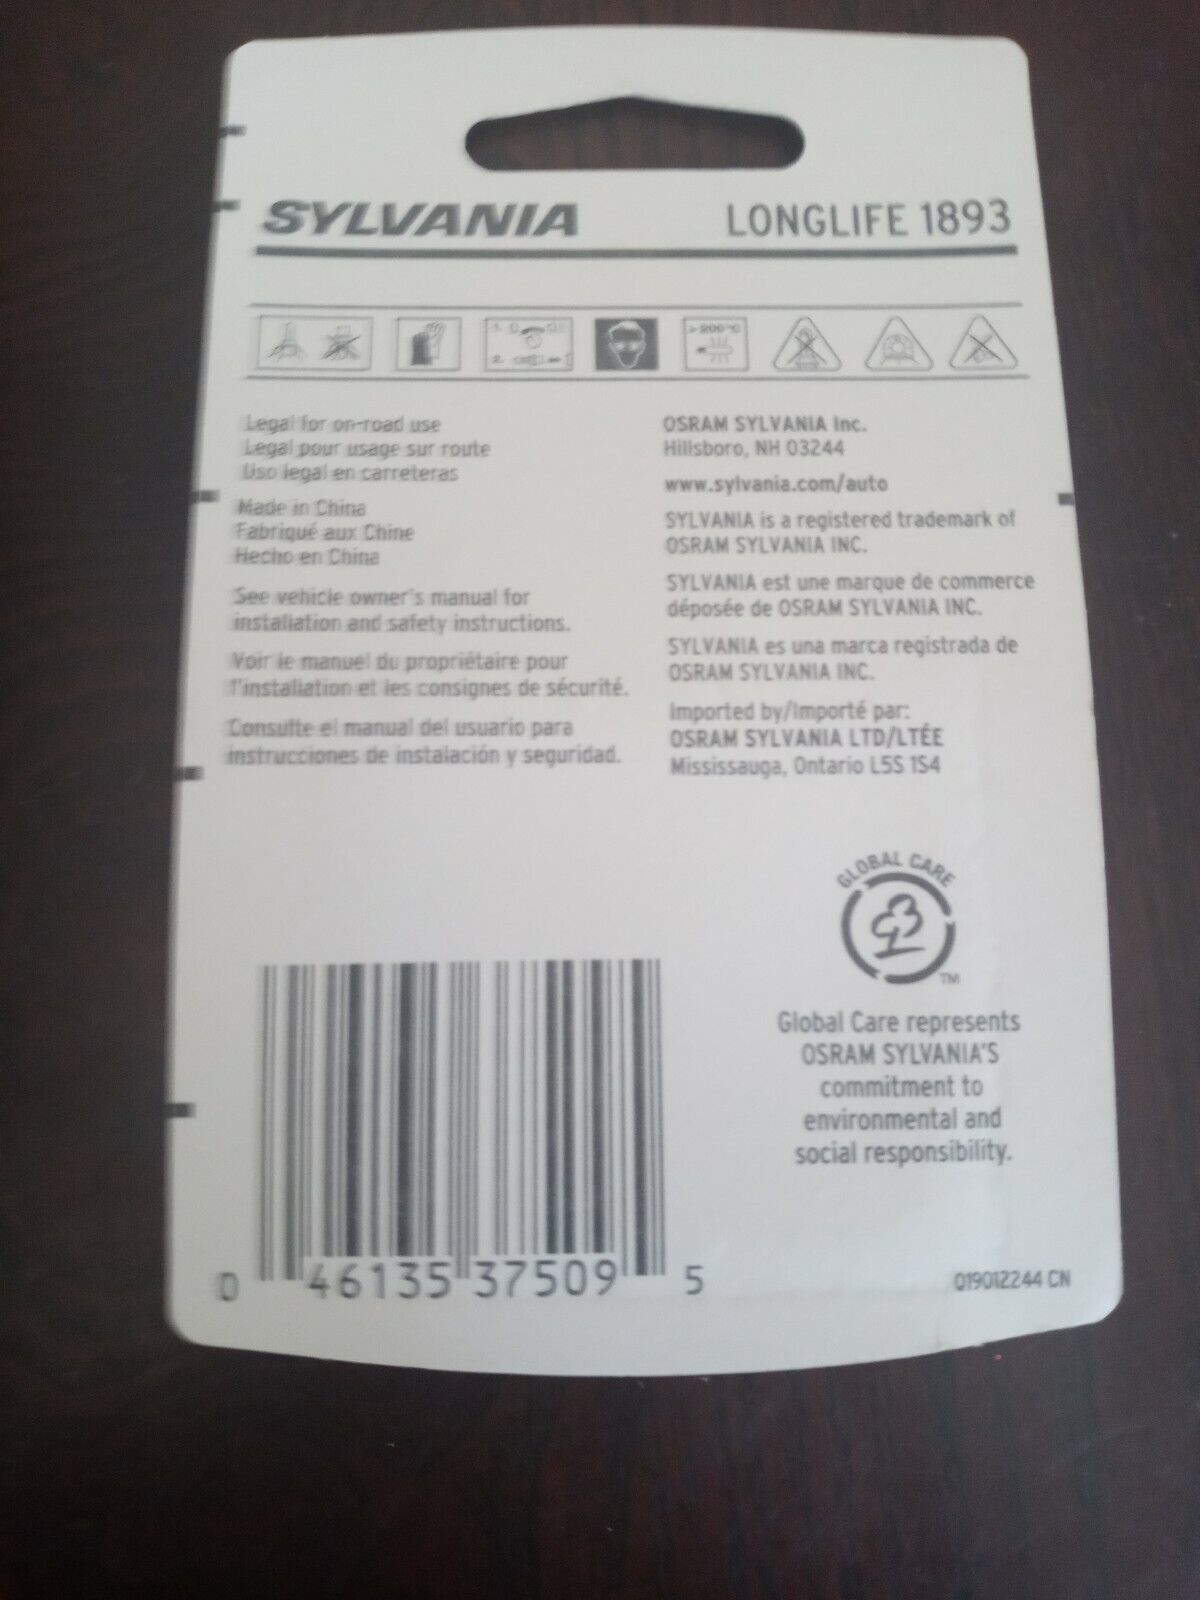 SYLVANIA LONGLIFE 1893
1. 2. >200°C
Legal for on-road use
Legal pour usage sur route
Uso legal en carreteras
Made in China
Fabriqué aux Chine
Hecho en China
See vehicle owner's manual for
installation and safety instructions.
Voir le manuel du propriétaire pour
l'installation et les consignes de sécurité.
Consulte el manual del usuario para
instrucciones de instalación y seguridad.
OSRAM SYLVANIA Inc.
Hillsboro, NH 03244
www.sylvania.com/auto
SYLVANIA is a registered trademark of
OSRAM SYLVANIA INC.
SYLVANIA est une marque de commerce
déposée de OSRAM SYLVANIA INC.
SYLVANIA es una marca registrada de
OSRAM SYLVANIA INC.
Imported by/Importé par:
OSRAM SYLVANIA LTD/LTÉE
Mississauga, Ontario L5S 1S4
GLOBAL CARE
TM
Global Care represents
OSRAM SYLVANIA'S
commitment to
environmental and
social responsibility.
0 46135 37509 5
019012244 CN